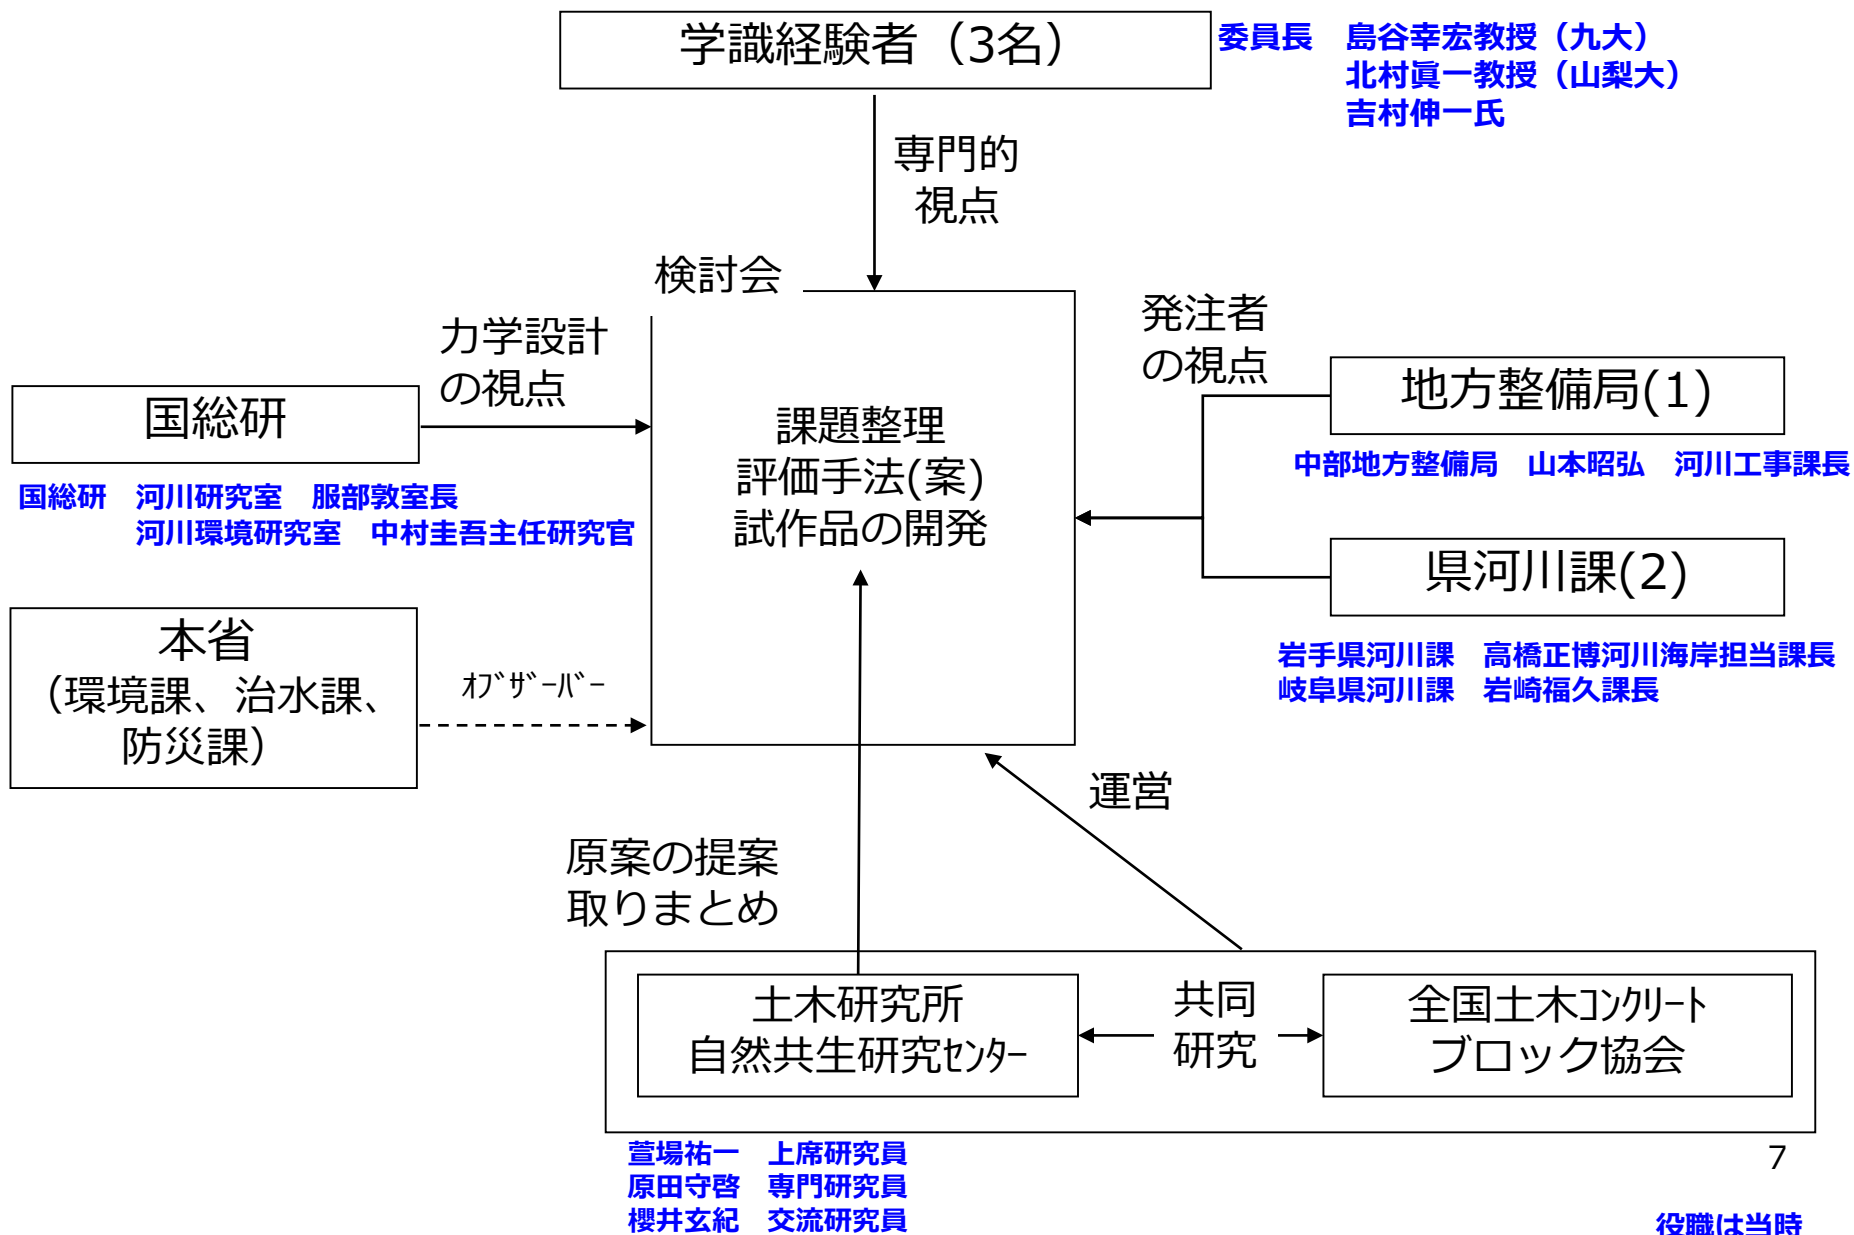 学識経験者（3名）
委員長　島谷幸宏教授（九大）
北村眞一教授（山梨大）
吉村伸一氏
専門的
視点
検討会
力学設計
の視点
発注者
の視点
国総研
国総研　河川研究室　服部敦室長
河川環境研究室　中村圭吾主任研究官
課題整理
評価手法(案)
試作品の開発
地方整備局(1)
中部地方整備局　山本昭弘　河川工事課長
県河川課(2)
岩手県河川課　高橋正博河川海岸担当課長
岐阜県河川課　岩崎福久課長
本省
（環境課、治水課、
防災課）
ｵﾌﾞｻﾞｰﾊﾞｰ
運営
原案の提案
取りまとめ
土木研究所
自然共生研究ｾﾝﾀｰ
共同
研究
全国土木ｺﾝｸﾘｰﾄ
ブロック協会
萱場祐一　上席研究員
原田守啓　専門研究員
櫻井玄紀　交流研究員
7
役職は当時